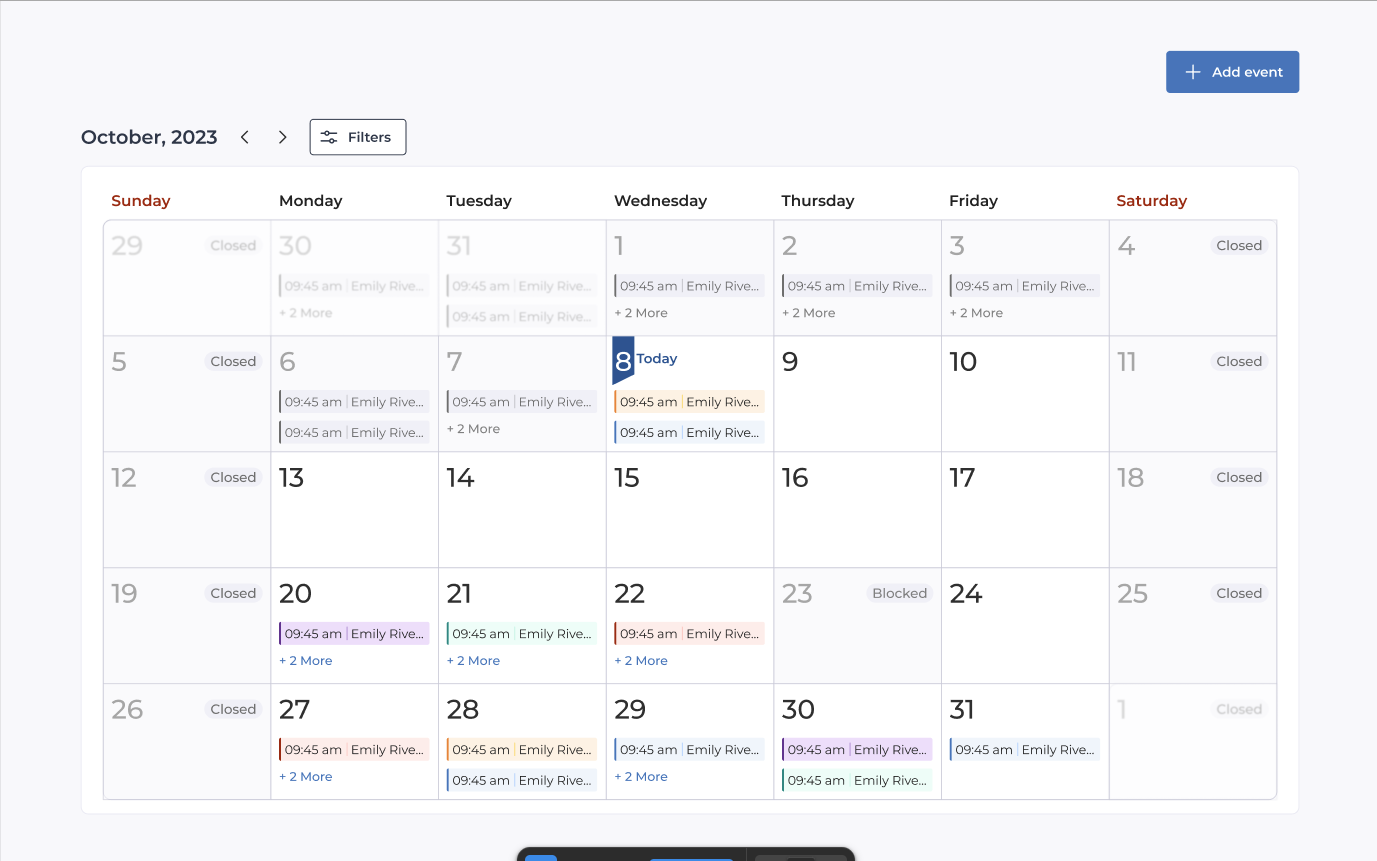 Add event
October, 2023
Filters
Sunday Monday Tuesday Wednesday Thursday Friday Saturday
29 Closed 30 31 1 2 3 4 Closed
09:45 am Emily Rive... 09:45 am Emily Rive... 09:45 am Emily Rive... 09:45 am Emily Rive... 09:45 am Emily Rive...
+ 2 More 09:45 am Emily Rive... + 2 More + 2 More + 2 More
5 Closed 6 7 8 Today 9 10 11 Closed
09:45 am Emily Rive... 09:45 am Emily Rive... 09:45 am Emily Rive...
09:45 am Emily Rive... + 2 More 09:45 am Emily Rive...
12 Closed 13 14 15 16 17 18 Closed
19 Closed 20 21 22 23 Blocked 24 25 Closed
09:45 am Emily Rive... 09:45 am Emily Rive... 09:45 am Emily Rive...
+ 2 More + 2 More + 2 More
26 Closed 27 28 29 30 31 1 Closed
09:45 am Emily Rive... 09:45 am Emily Rive... 09:45 am Emily Rive... 09:45 am Emily Rive... 09:45 am Emily Rive...
+ 2 More 09:45 am Emily Rive... + 2 More 09:45 am Emily Rive...